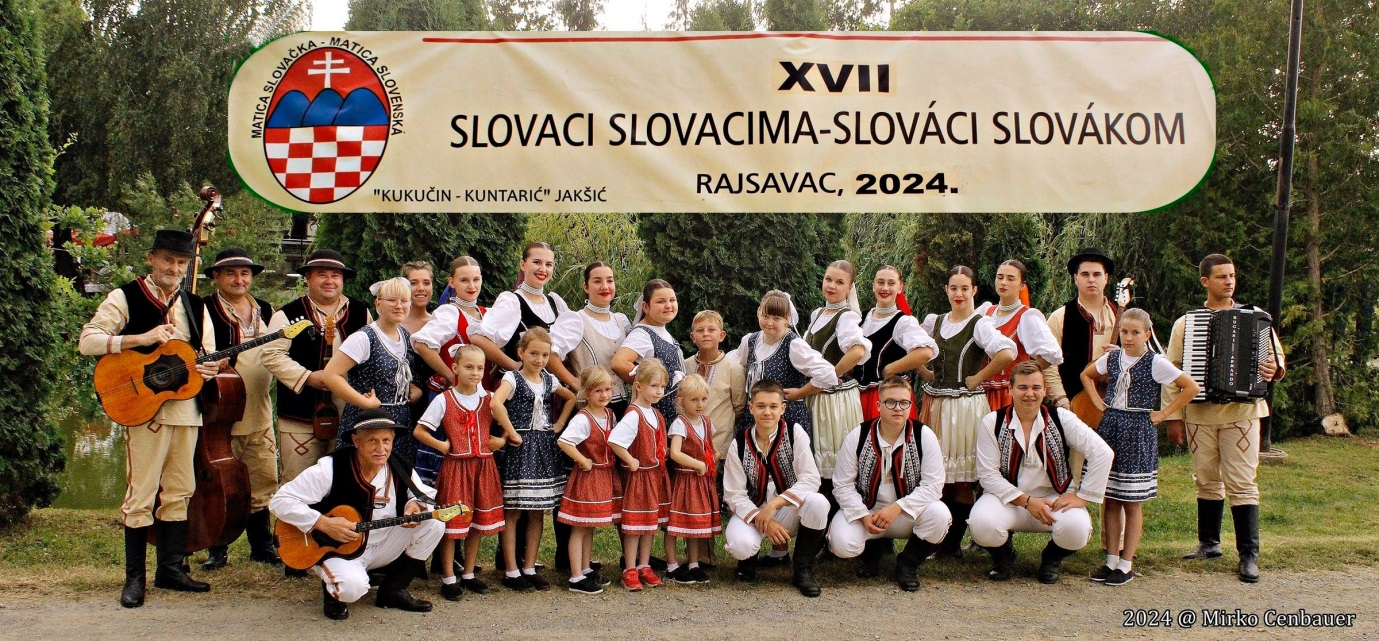 MATICA SLOVAČKA - MATICA SLOVENSKÁ
XVII
SLOVACI SLOVACIMA-SLOVÁCI SLOVÁKOM
"KUKUČIN - KUNTARIĆ" JAKŠIĆ
RAJSAVAC, 2024.
2024 @ Mirko Cenbauer